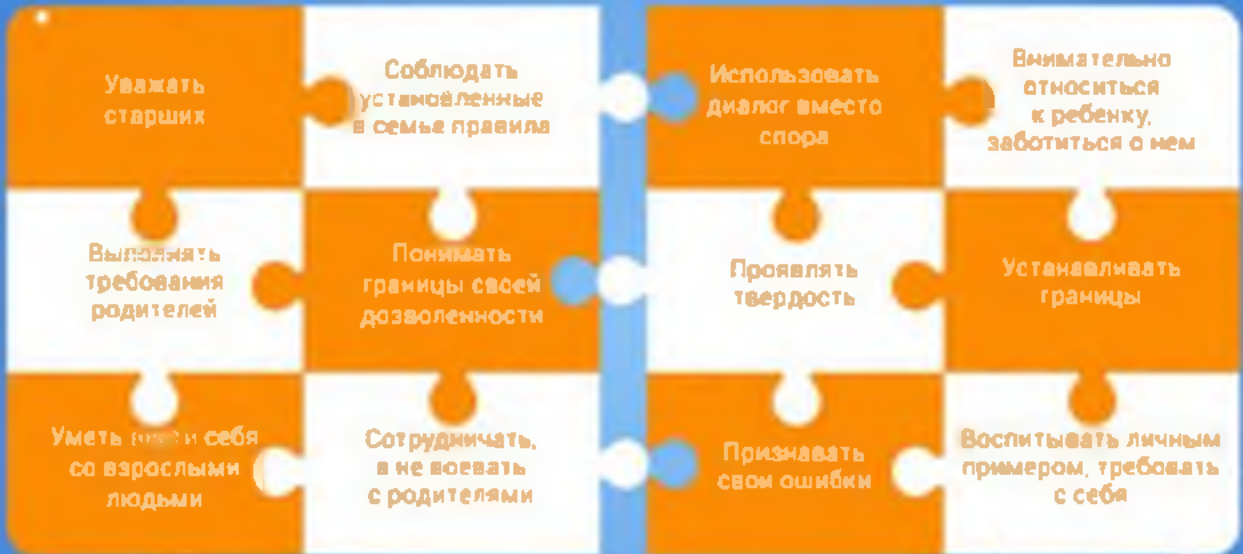 Уважать
старших
Соблюдать
установленные
в семье правила
Использовать
диалог вместо
спора
Внимательно
относиться
к ребенку,
заботиться о нем
Выполнять
требования
родителей
Понимать
границы своей
дозволенности
Проявлять
твердость
Устанавливать
границы
Уметь вести себя
со взрослыми
людьми
Сотрудничать,
а не воевать
с родителями
Признавать
свои ошибки
Воспитывать личным
примером, требовать
с себя